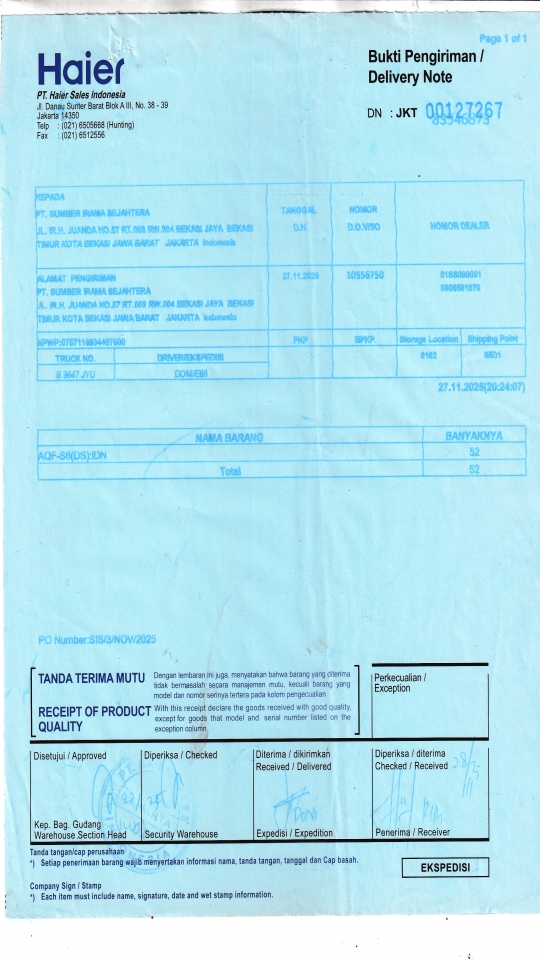 Page 1 of 1
Haier
PT. Haier Sales Indonesia
Jl. Danau Sunter Barat Blok A III, No. 38 - 39
Jakarta 14350
Telp : (021) 6505668 (Hunting)
Fax : (021) 6512556
Bukti Pengiriman /
Delivery Note
DN : JKT 00127267
KEPADA
PT. SUMBER IRAMA SEJAHTERA
JL. IR.H. JUANDA NO.57 RT.003 RW.004 BEKASI JAYA BEKASI
TIMUR KOTA BEKASI JAWA BARAT JAKARTA Indonesia
TANGGAL
D.N
NOMOR
D.O.WSO
NOMOR DEALER
ALAMAT PENGIRIMAN
PT. SUMBER IRAMA SEJAHTERA
JL. IR.H. JUANDA NO.57 RT.003 RW.004 BEKASI JAYA BEKASI
TIMUR KOTA BEKASI JAWA BARAT JAKARTA Indonesia
27.11.2025
10556750
PKP
BPKP
Storage Location
Shipping Point
0102
TRUCK NO.
DRIVER/EKSPEDISI
B 9647 JYU
27.11.2025(20:24:07)
NAMA BARANG
BANYAKNYA
AQF-S8(DS):IDN
52
Total
52
PO Number:SIS/3/NOV/2025
TANDA TERIMA MUTU
RECEIPT OF PRODUCT
QUALITY
Dengan lembaran ini juga, menyatakan bahwa barang yang diterima
tidak bermasalah secara manajemen mutu, kecuali barang yang
model dan nomor serinya tertera pada kolom pengecualian
With this receipt declare the goods received with good quality,
except for goods that model and serial number listed on the
exception column.
Perkecualian /
Exception
Disetujui / Approved
Kep. Bag. Gudang
Warehouse Section Head
Diperiksa / Checked
Security Warehouse
Diterima / dikirimkan
Received / Delivered
DONI
Expedisi / Expedition
Diperiksa / diterima
Checked / Received
Penerima / Receiver
Tanda tangan/cap perusahaan
*) Setiap penerimaan barang wajib menyertakan informasi nama, tanda tangan, tanggal dan Cap basah.
EKSPEDISI
Company Sign / Stamp
*) Each item must include name, signature, date and wet stamp information.